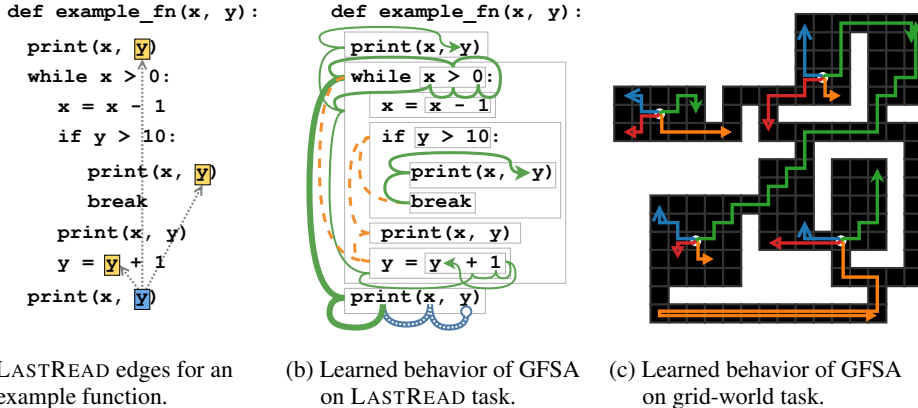 def example_fn(x, y):
print(x, y)
while x > 0:
x = x - 1
if y > 10:
print(x, y)
break
print(x, y)
y = y + 1
print(x, y)
LASTREAD edges for an
example function.
def example_fn(x, y):
print(x, y)
while x > 0:
x = x - 1
if y > 10:
print(x, y)
break
print(x, y)
y = y + 1
print(x, y)
(b) Learned behavior of GFSA
on LASTREAD task.
(c) Learned behavior of GFSA
on grid-world task.